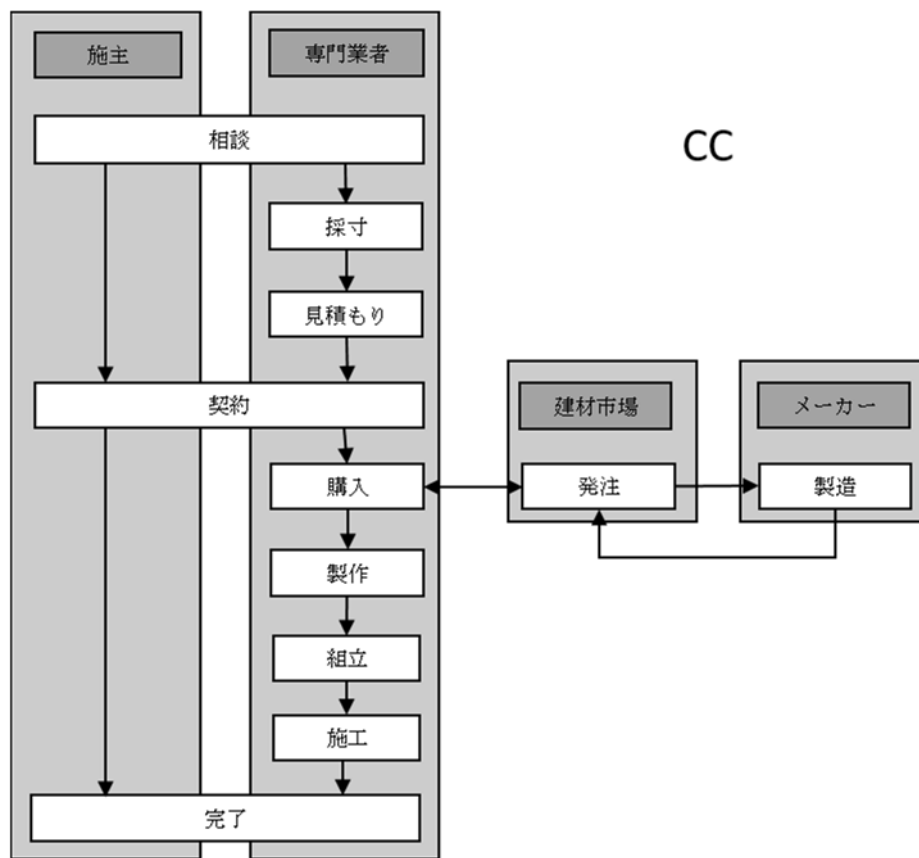 施主
専門業者
相談
CC
採寸
見積もり
契約
建材市場
メーカー
購入
発注
製造
製作
組立
施工
完了